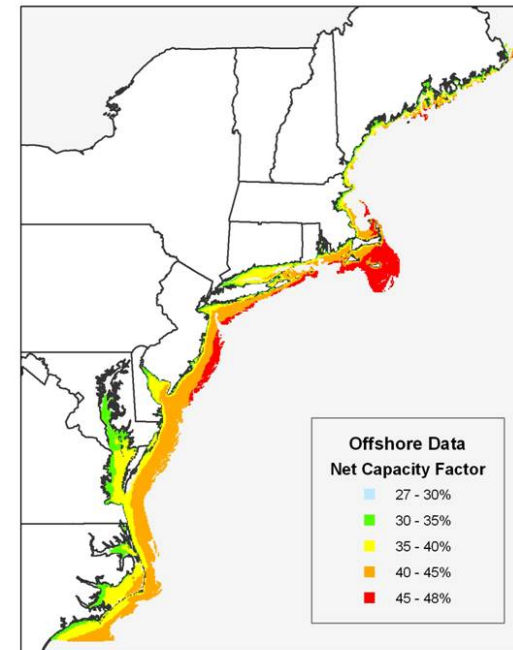 Offshore Data
Net Capacity Factor
27 - 30%
30 - 35%
35 - 40%
40 - 45%
45 - 48%